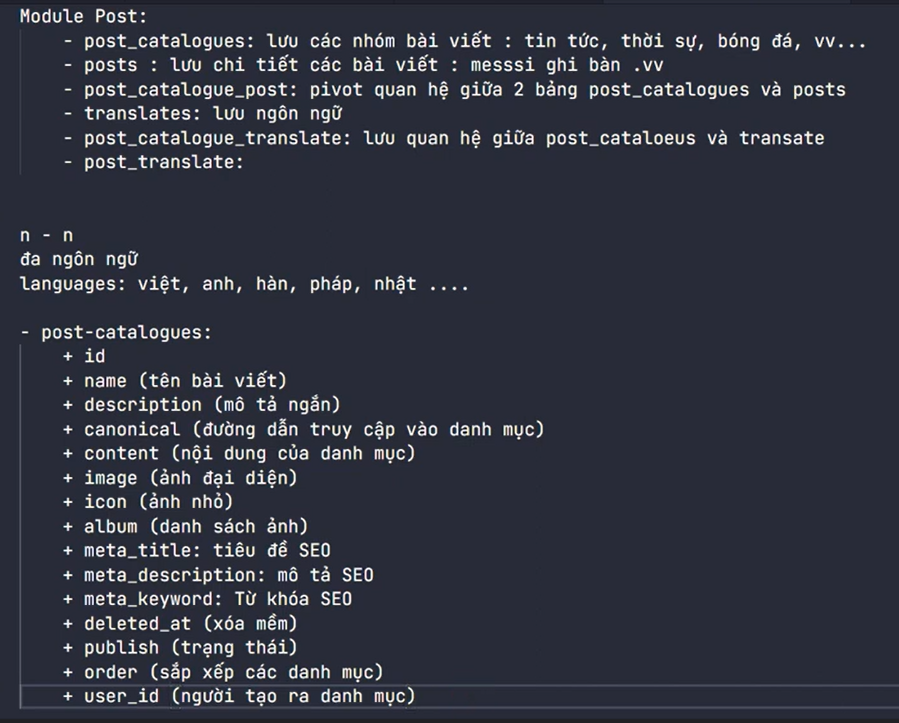 Module Post:
- post_catalogues: lưu các nhóm bài viết : tin tức, thời sự, bóng đá, vv...
- posts : lưu chi tiết các bài viết : messsi ghi bàn .vv
- post_catalogue_post: pivot quan hệ giữa 2 bảng post_catalogues và posts
- translates: lưu ngôn ngữ
- post_catalogue_translate: lưu quan hệ giữa post_cataloeus và transate
- post_translate:
n - n
đa ngôn ngữ
languages: việt, anh, hàn, pháp, nhật ....
- post-catalogues:
+ id
+ name (tên bài viết)
+ description (mô tả ngắn)
+ canonical (đường dẫn truy cập vào danh mục)
+ content (nội dung của danh mục)
+ image (ảnh đại diện)
+ icon (ảnh nhỏ)
+ album (danh sách ảnh)
+ meta_title: tiêu đề SEO
+ meta_description: mô tả SEO
+ meta_keyword: Từ khóa SEO
+ deleted_at (xóa mềm)
+ publish (trạng thái)
+ order (sắp xếp các danh mục)
+ user_id (người tạo ra danh mục)